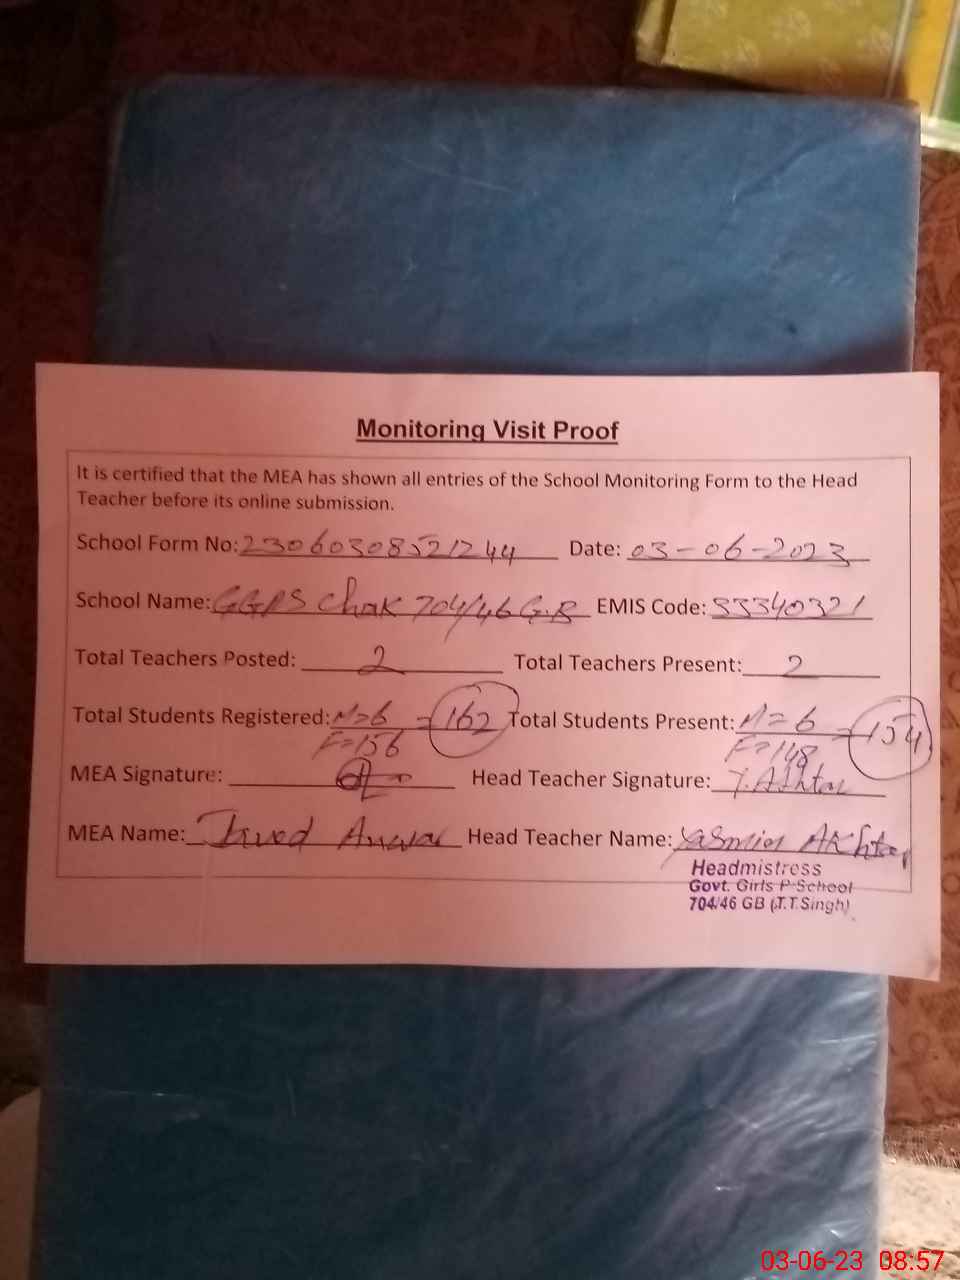 Monitoring Visit Proof
It is certified that the MEA has shown all entries of the School Monitoring Form to the Head
Teacher before its online submission.
School Form No: 23060308521244 Date: 03-06-2023
School Name: GGPS Chak 704/46 G.B EMIS Code: 33340321
Total Teachers Posted: 2 Total Teachers Present: 2
Total Students Registered: M=6 = 162 Total Students Present: M=6 = 154
F=156 F=148
MEA Signature: Head Teacher Signature: Y. Akhtar
MEA Name: Javed Anwar Head Teacher Name: Yasmin Akhtar
Headmistress
Govt. Girls P School
704/46 GB (T.T.Singh)
03-06-23 08:57